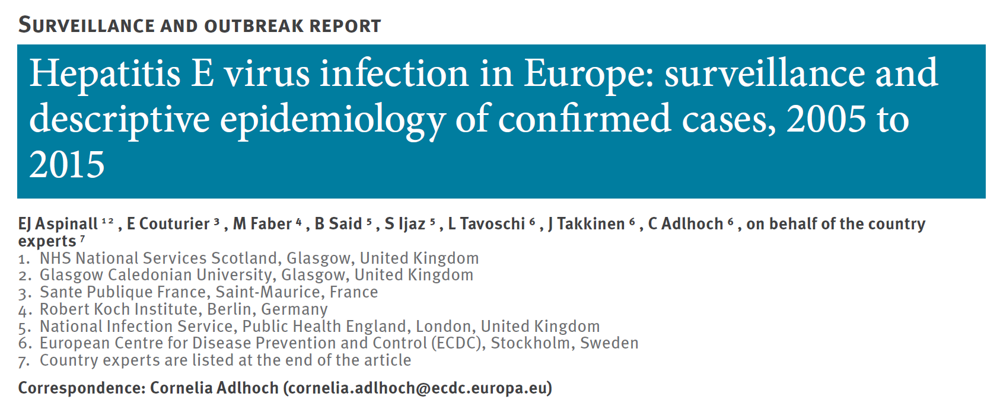 SURVEILLANCE AND OUTBREAK REPORT
Hepatitis E virus infection in Europe: surveillance and
descriptive epidemiology of confirmed cases, 2005 to
2015
EJ Aspinall ¹ ² , E Couturier ³ , M Faber ⁴ , B Said ⁵ , S Ijaz ⁵ , L Tavoschi ⁶ , J Takkinen ⁶ , C Adlhoch ⁶ , on behalf of the country
experts ⁷
1. NHS National Services Scotland, Glasgow, United Kingdom
2. Glasgow Caledonian University, Glasgow, United Kingdom
3. Sante Publique France, Saint-Maurice, France
4. Robert Koch Institute, Berlin, Germany
5. National Infection Service, Public Health England, London, United Kingdom
6. European Centre for Disease Prevention and Control (ECDC), Stockholm, Sweden
7. Country experts are listed at the end of the article
Correspondence: Cornelia Adlhoch (cornelia.adlhoch@ecdc.europa.eu)